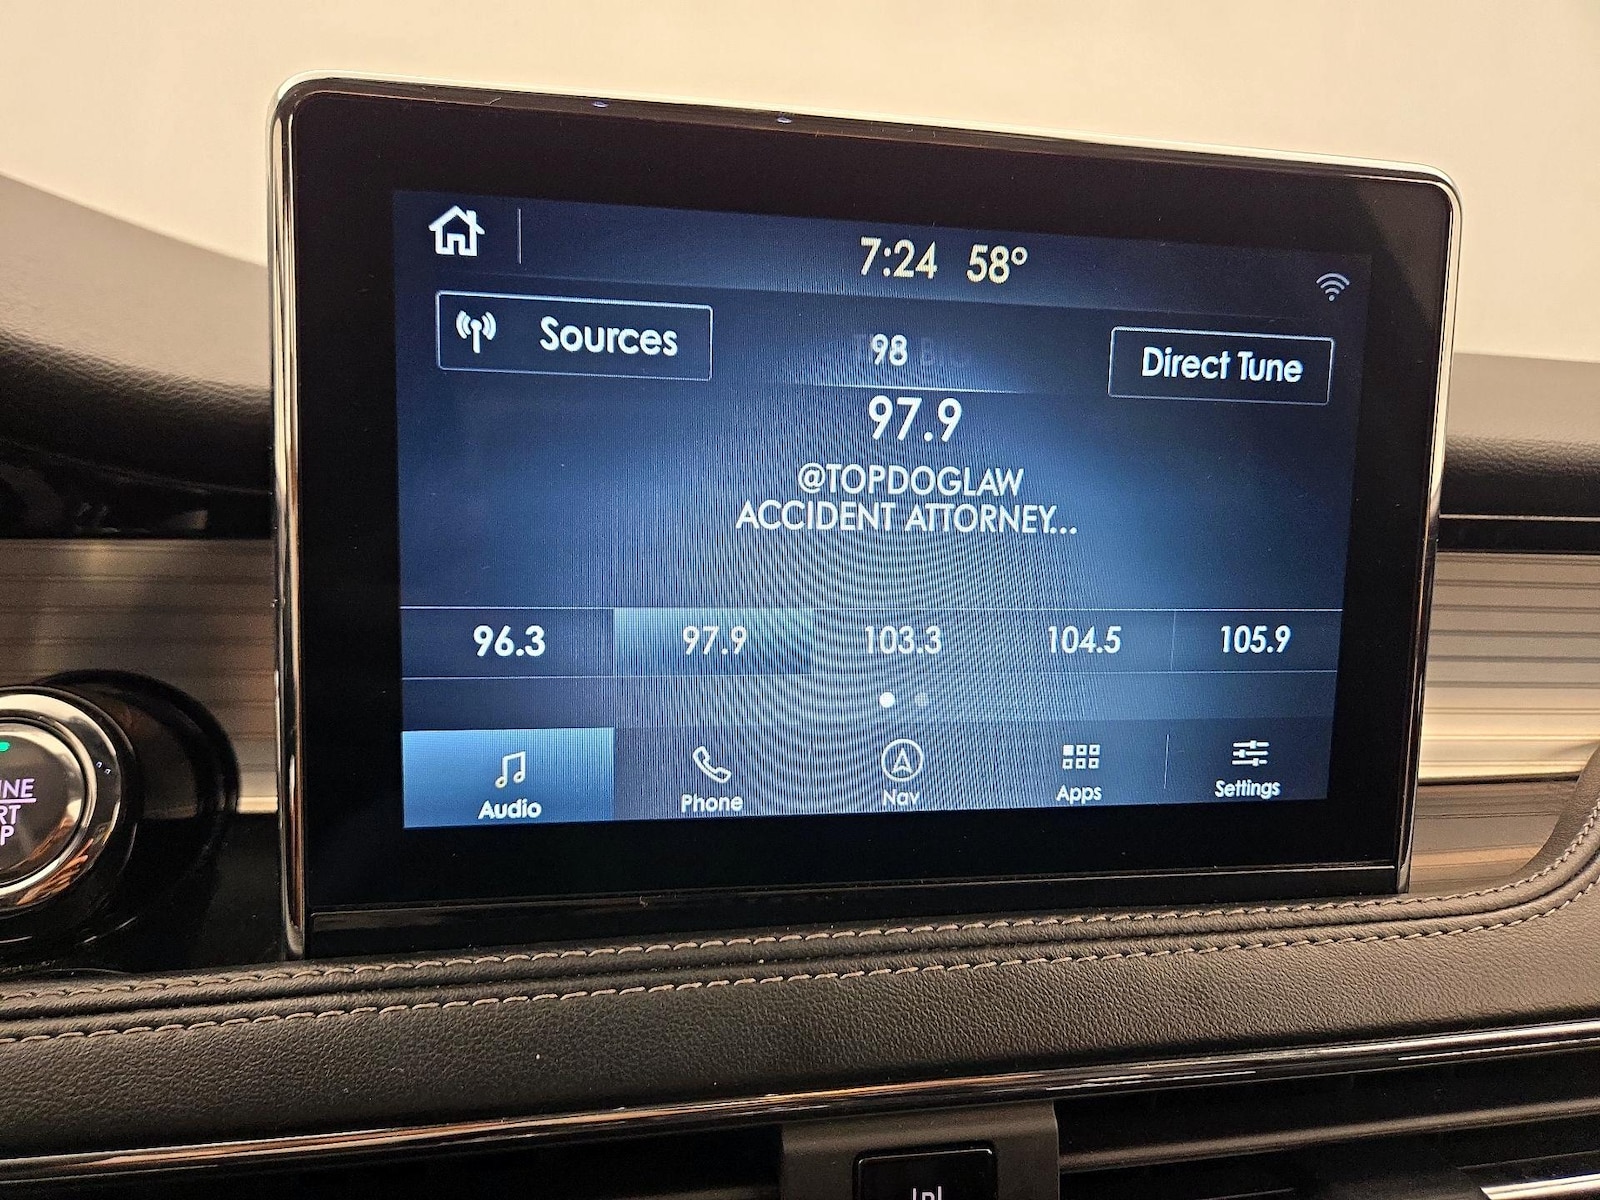 7:24 58°
Sources
98
Direct Tune
97.9
@TOPDOGLAW
ACCIDENT ATTORNEY...
96.3 97.9 103.3 104.5 105.9
Audio Phone Nav Apps Settings